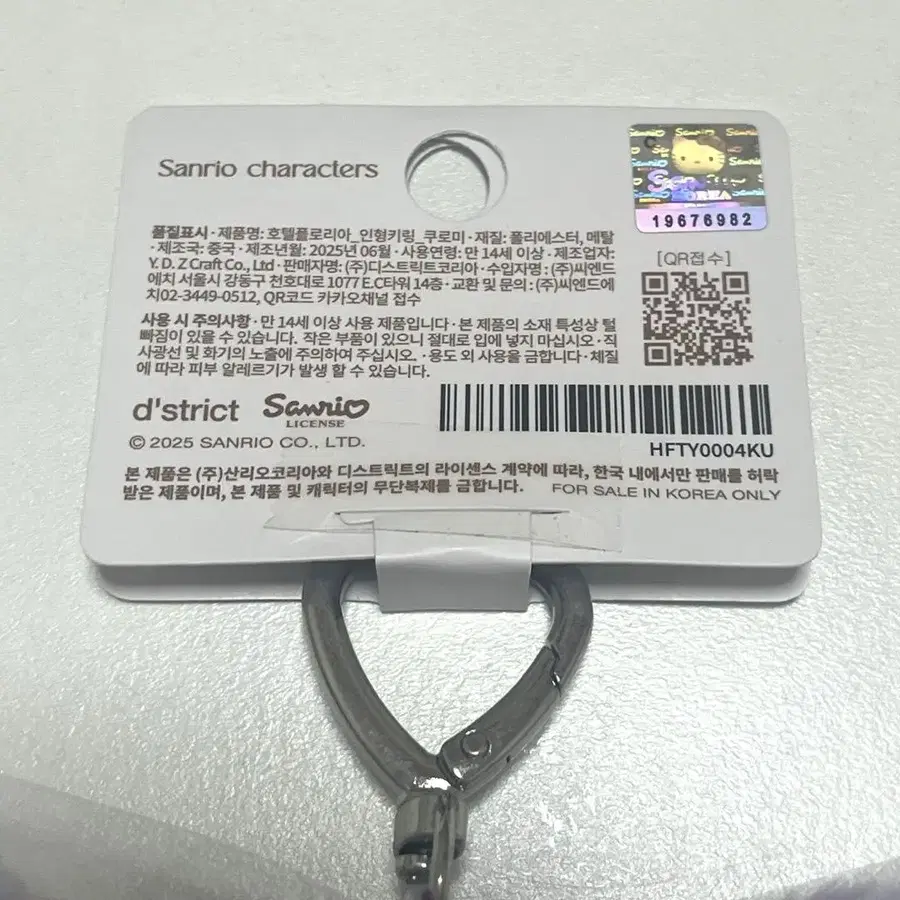 Sanrio characters
19676982
[QR접수]
품질표시 · 제품명: 호텔플로리아_인형키링_쿠로미 · 재질: 폴리에스터, 메탈
· 제조국: 중국 · 제조년월: 2025년 06월 · 사용연령: 만 14세 이상 · 제조업자:
Y. D. Z Craft Co., Ltd · 판매자명: (주)디스트릭트코리아 · 수입자명 : (주)씨엔드
에치 서울시 강동구 천호대로 1077 E.C타워 14층 · 교환 및 문의 : (주)씨엔드에
치02-3449-0512, QR코드 카카오채널 접수
사용 시 주의사항 · 만 14세 이상 사용 제품입니다 · 본 제품의 소재 특성상 털
빠짐이 있을 수 있습니다. 작은 부품이 있으니 절대로 입에 넣지 마십시오 · 직
사광선 및 화기의 노출에 주의하여 주십시오. · 용도 외 사용을 금합니다 · 체질
에 따라 피부 알레르기가 발생 할 수 있습니다.
d'strict Sanrio
LICENSE
© 2025 SANRIO CO., LTD.
HFTY0004KU
본 제품은 (주)산리오코리아와 디스트릭트의 라이센스 계약에 따라, 한국 내에서만 판매를 허락
받은 제품이며, 본 제품 및 캐릭터의 무단복제를 금합니다. FOR SALE IN KOREA ONLY